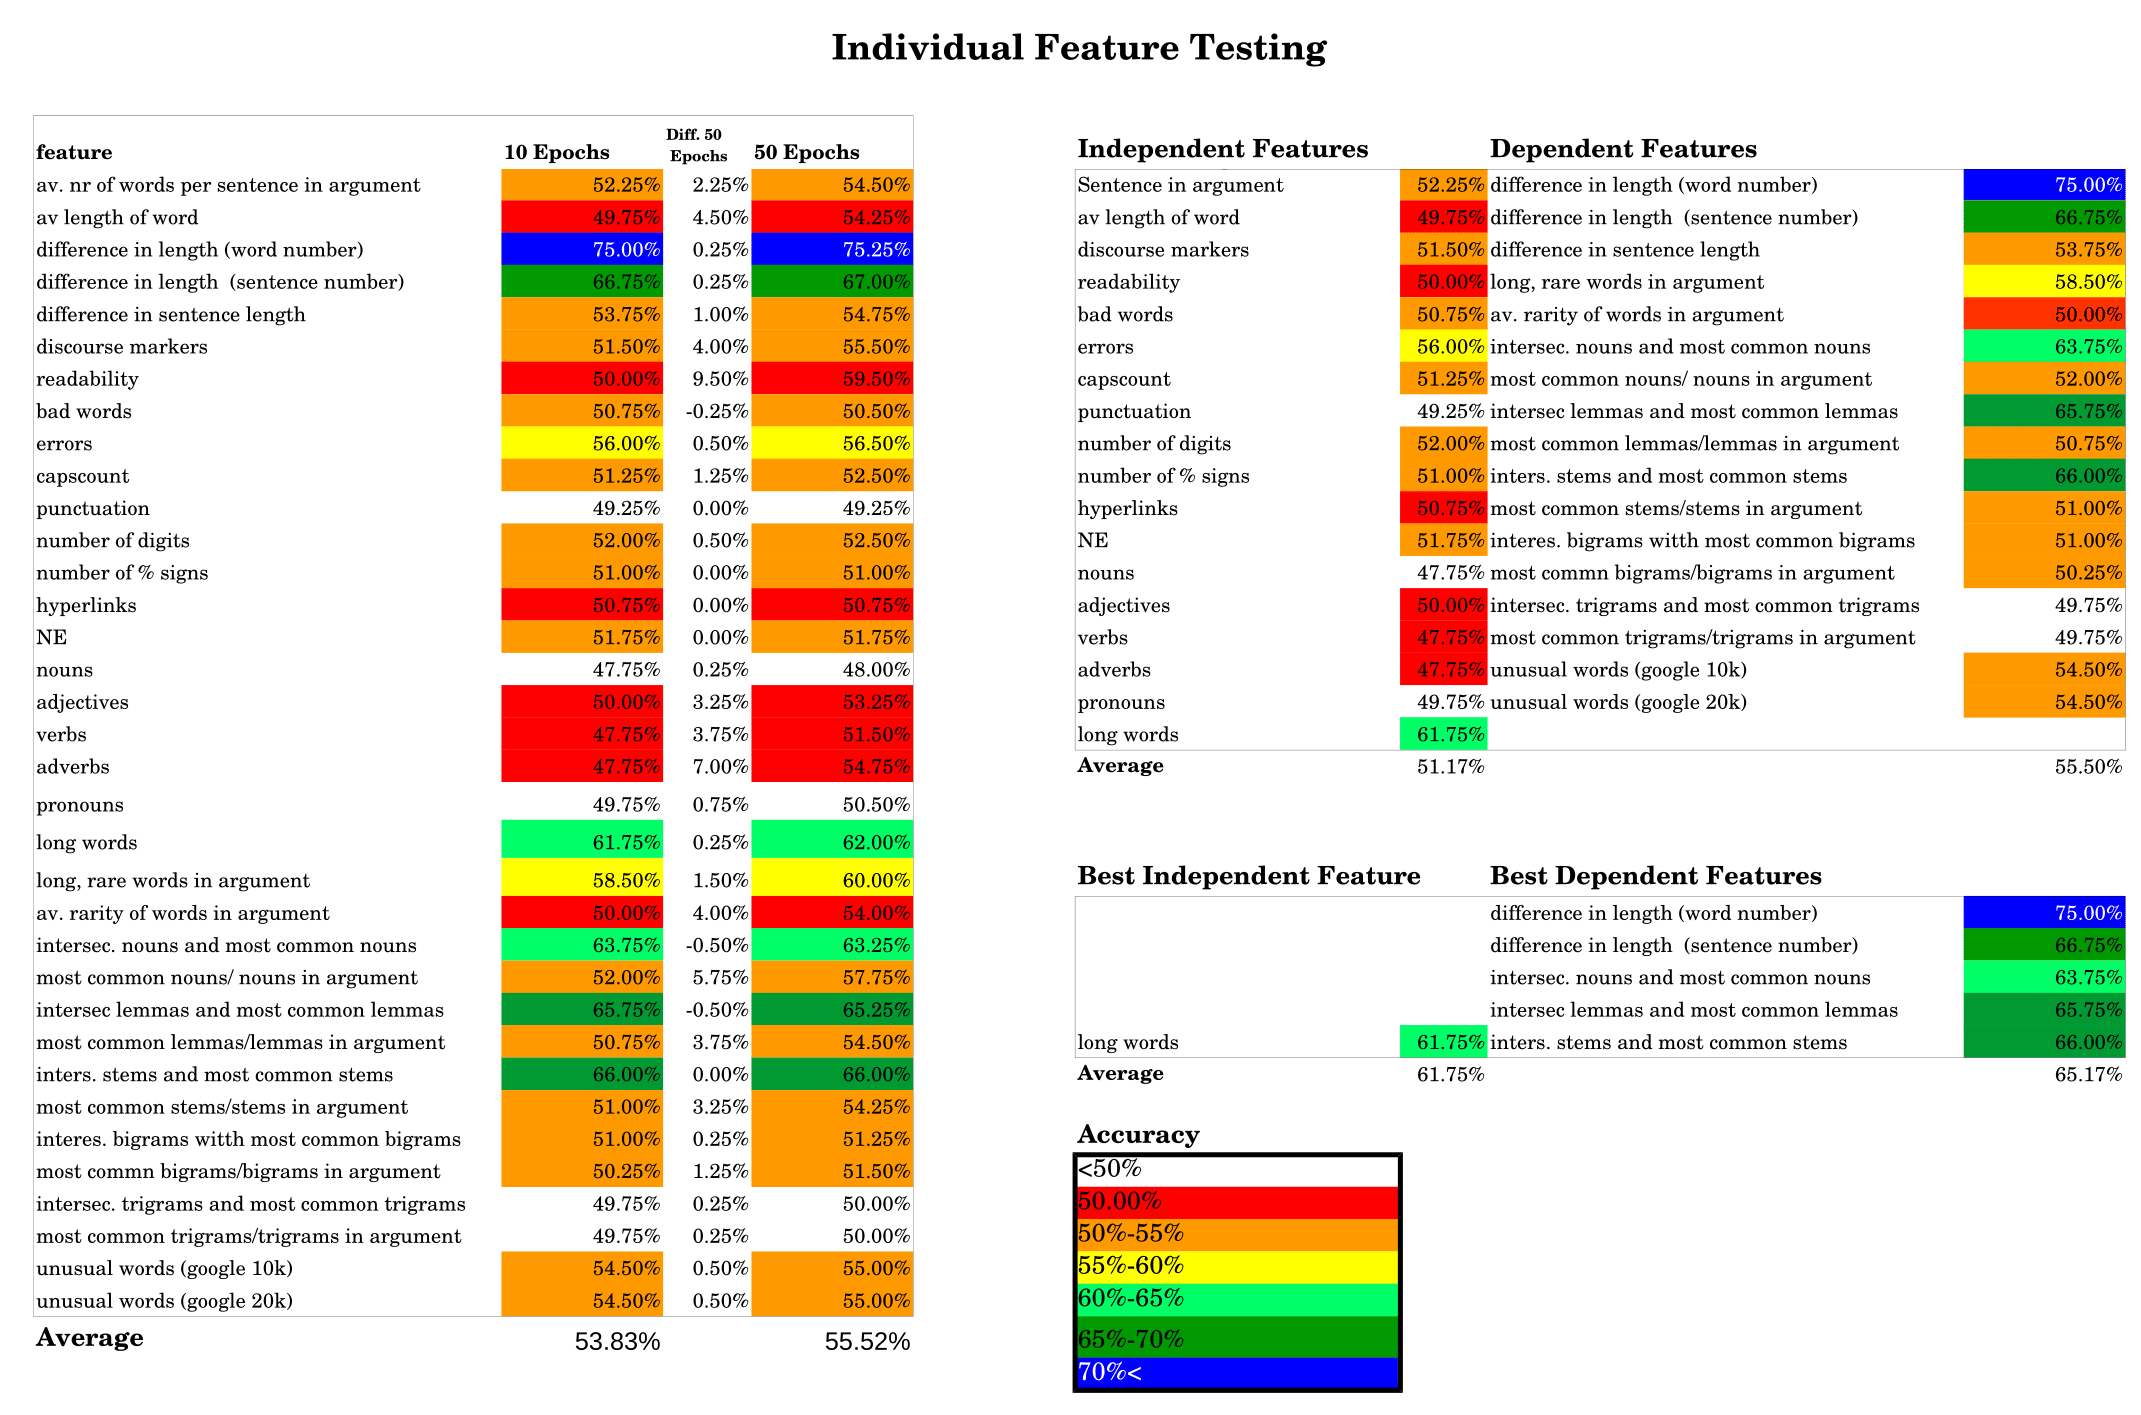 Individual Feature Testing
feature 10 Epochs Diff. 50 Epochs 50 Epochs
av. nr of words per sentence in argument 52.25% 2.25% 54.50%
av length of word 49.75% 4.50% 54.25%
difference in length (word number) 75.00% 0.25% 75.25%
difference in length  (sentence number) 66.75% 0.25% 67.00%
difference in sentence length 53.75% 1.00% 54.75%
discourse markers 51.50% 4.00% 55.50%
readability 50.00% 9.50% 59.50%
bad words 50.75% -0.25% 50.50%
errors 56.00% 0.50% 56.50%
capscount 51.25% 1.25% 52.50%
punctuation 49.25% 0.00% 49.25%
number of digits 52.00% 0.50% 52.50%
number of % signs 51.00% 0.00% 51.00%
hyperlinks 50.75% 0.00% 50.75%
NE 51.75% 0.00% 51.75%
nouns 47.75% 0.25% 48.00%
adjectives 50.00% 3.25% 53.25%
verbs 47.75% 3.75% 51.50%
adverbs 47.75% 7.00% 54.75%
pronouns 49.75% 0.75% 50.50%
long words 61.75% 0.25% 62.00%
long, rare words in argument 58.50% 1.50% 60.00%
av. rarity of words in argument 50.00% 4.00% 54.00%
intersec. nouns and most common nouns 63.75% -0.50% 63.25%
most common nouns/ nouns in argument 52.00% 5.75% 57.75%
intersec lemmas and most common lemmas 65.75% -0.50% 65.25%
most common lemmas/lemmas in argument 50.75% 3.75% 54.50%
inters. stems and most common stems 66.00% 0.00% 66.00%
most common stems/stems in argument 51.00% 3.25% 54.25%
interes. bigrams witth most common bigrams 51.00% 0.25% 51.25%
most commn bigrams/bigrams in argument 50.25% 1.25% 51.50%
intersec. trigrams and most common trigrams 49.75% 0.25% 50.00%
most common trigrams/trigrams in argument 49.75% 0.25% 50.00%
unusual words (google 10k) 54.50% 0.50% 55.00%
unusual words (google 20k) 54.50% 0.50% 55.00%
Average 53.83% 55.52%
Independent Features Dependent Features
Sentence in argument 52.25% difference in length (word number) 75.00%
av length of word 49.75% difference in length  (sentence number) 66.75%
discourse markers 51.50% difference in sentence length 53.75%
readability 50.00% long, rare words in argument 58.50%
bad words 50.75% av. rarity of words in argument 50.00%
errors 56.00% intersec. nouns and most common nouns 63.75%
capscount 51.25% most common nouns/ nouns in argument 52.00%
punctuation 49.25% intersec lemmas and most common lemmas 65.75%
number of digits 52.00% most common lemmas/lemmas in argument 50.75%
number of % signs 51.00% inters. stems and most common stems 66.00%
hyperlinks 50.75% most common stems/stems in argument 51.00%
NE 51.75% interes. bigrams witth most common bigrams 51.00%
nouns 47.75% most commn bigrams/bigrams in argument 50.25%
adjectives 50.00% intersec. trigrams and most common trigrams 49.75%
verbs 47.75% most common trigrams/trigrams in argument 49.75%
adverbs 47.75% unusual words (google 10k) 54.50%
pronouns 49.75% unusual words (google 20k) 54.50%
long words 61.75%
Average 51.17% 55.50%
Best Independent Feature Best Dependent Features
difference in length (word number) 75.00%
difference in length  (sentence number) 66.75%
intersec. nouns and most common nouns 63.75%
intersec lemmas and most common lemmas 65.75%
long words 61.75% inters. stems and most common stems 66.00%
Average 61.75% 65.17%
Accuracy
<50%
50.00%
50%-55%
55%-60%
60%-65%
65%-70%
70%<